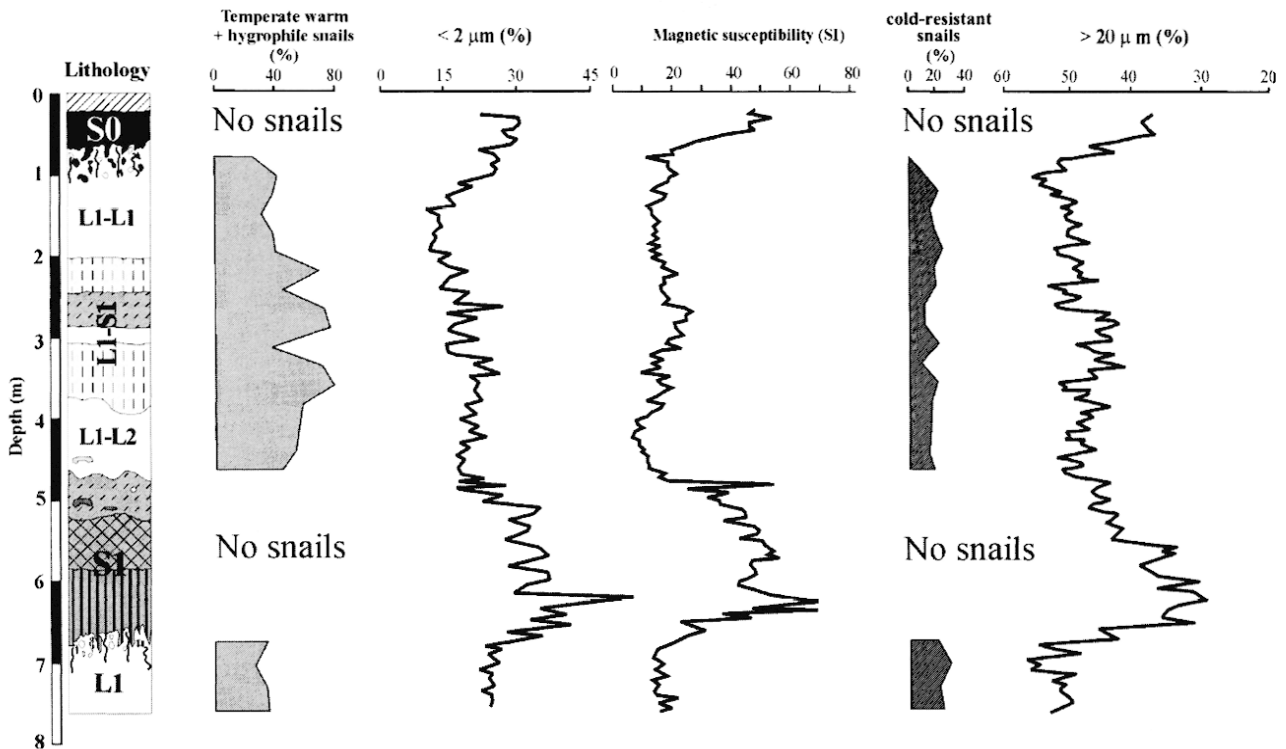 Temperate warm
+ hygrophile snails
(%)
0 40 80
< 2 µm (%)
15 30 45
Magnetic susceptibility (SI)
0 20 40 60 80
cold-resistant
snails
(%)
0 20 40
> 20 µ m (%)
60 50 40 30 20
Lithology
Depth (m)
0
1
2
3
4
5
6
7
8
S0
L1-L1
L1-S1
L1-L2
S1
L1
No snails
No snails
No snails
No snails